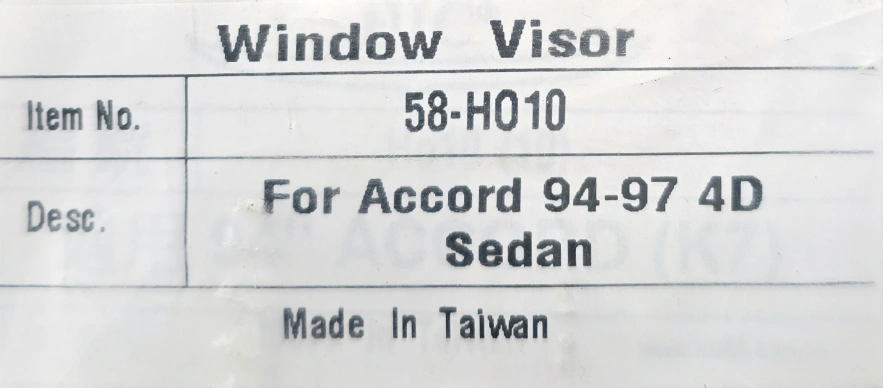 Window Visor
Item No. 58-H010
Desc. For Accord 94-97 4D
Sedan
Made In Taiwan